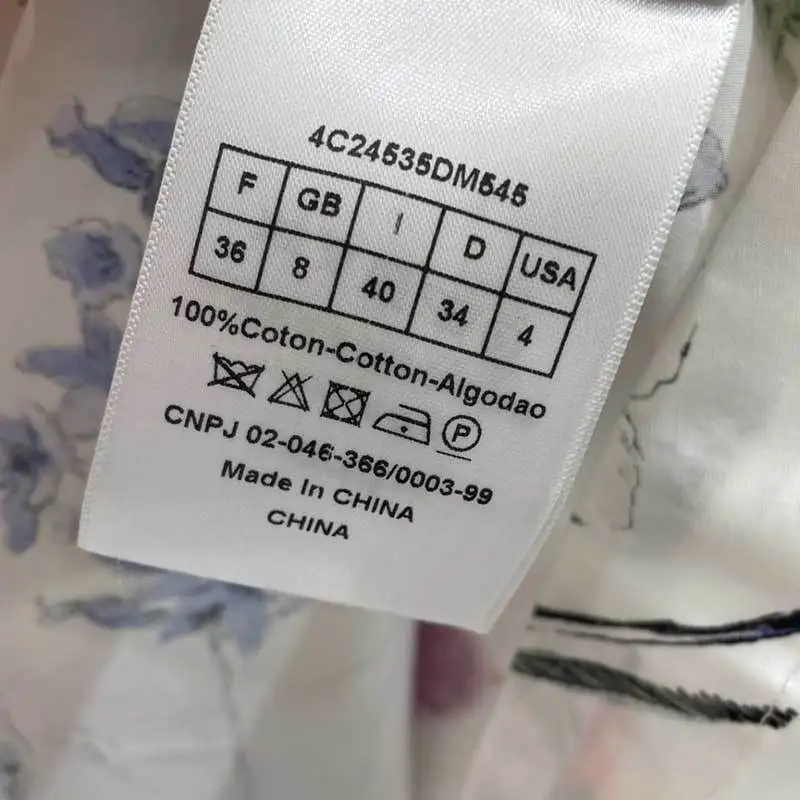 4C24535DM545
F GB I D USA
36 8 40 34 4
100%Coton-Cotton-Algodao
P
CNPJ 02-046-366/0003-99
Made In CHINA
CHINA